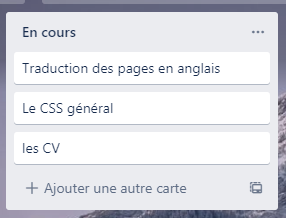 En cours
Traduction des pages en anglais
Le CSS général
les CV
Ajouter une autre carte